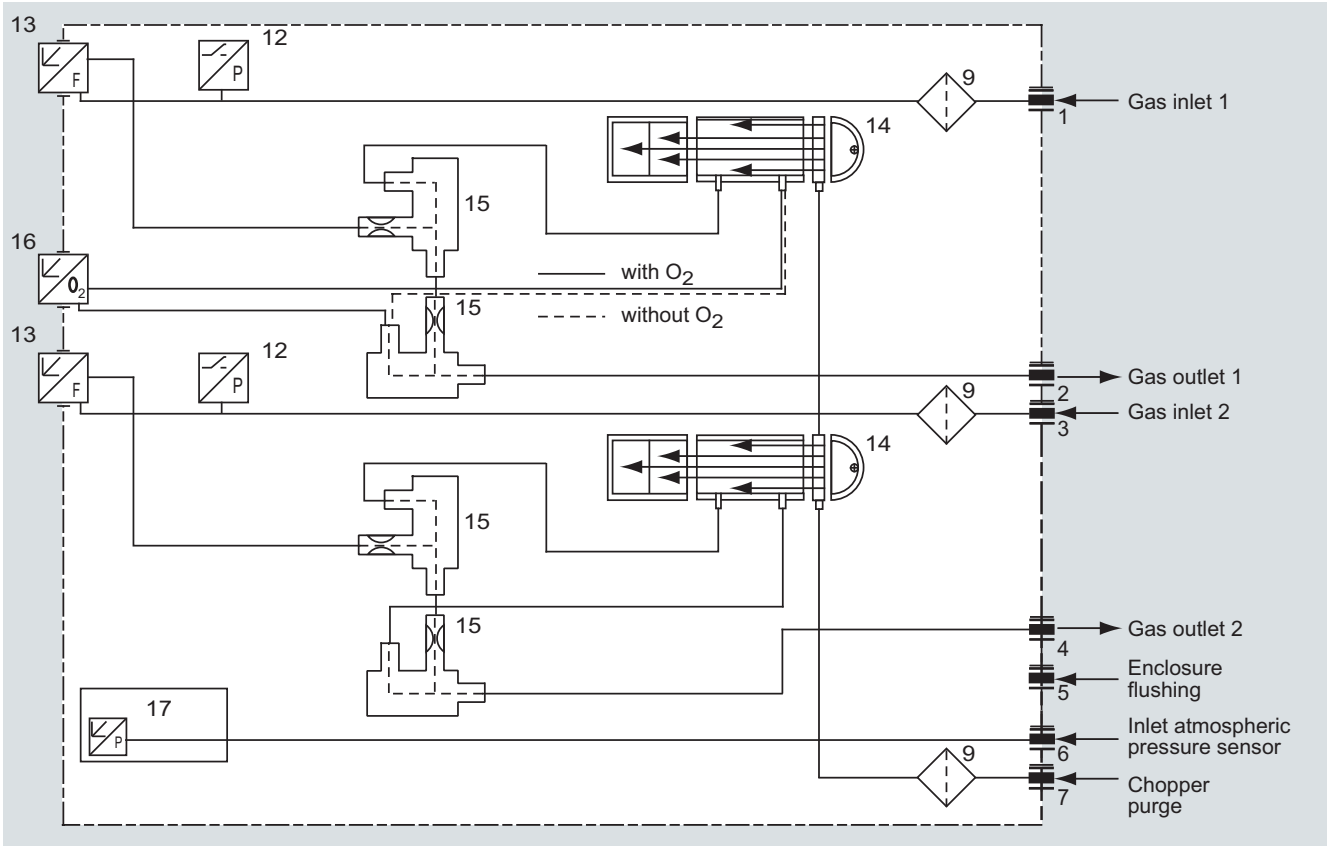 13
12
F
P
9
1
Gas inlet 1
14
15
16
O2
with O2
15
without O2
13
12
F
P
2
Gas outlet 1
9
3
Gas inlet 2
14
15
15
4
Gas outlet 2
5
Enclosure
flushing
17
P
6
Inlet atmospheric
pressure sensor
9
7
Chopper
purge